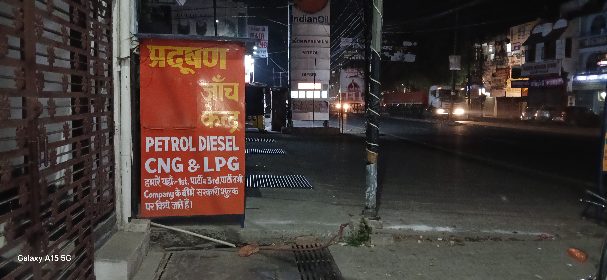 प्रदूषण
जाँच
केन्द्र
PETROL DIESEL
CNG & LPG
हमारे यहाँ:- 1st. पार्टी व 3rd पार्टी सभी
Company के बीमे सरकारी शुल्क
पर किये जाते हैं।
IndianOil
Galaxy A15 5G